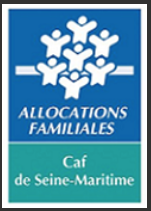 ALLOCATIONS
FAMILIALES
Caf
de Seine-Maritime